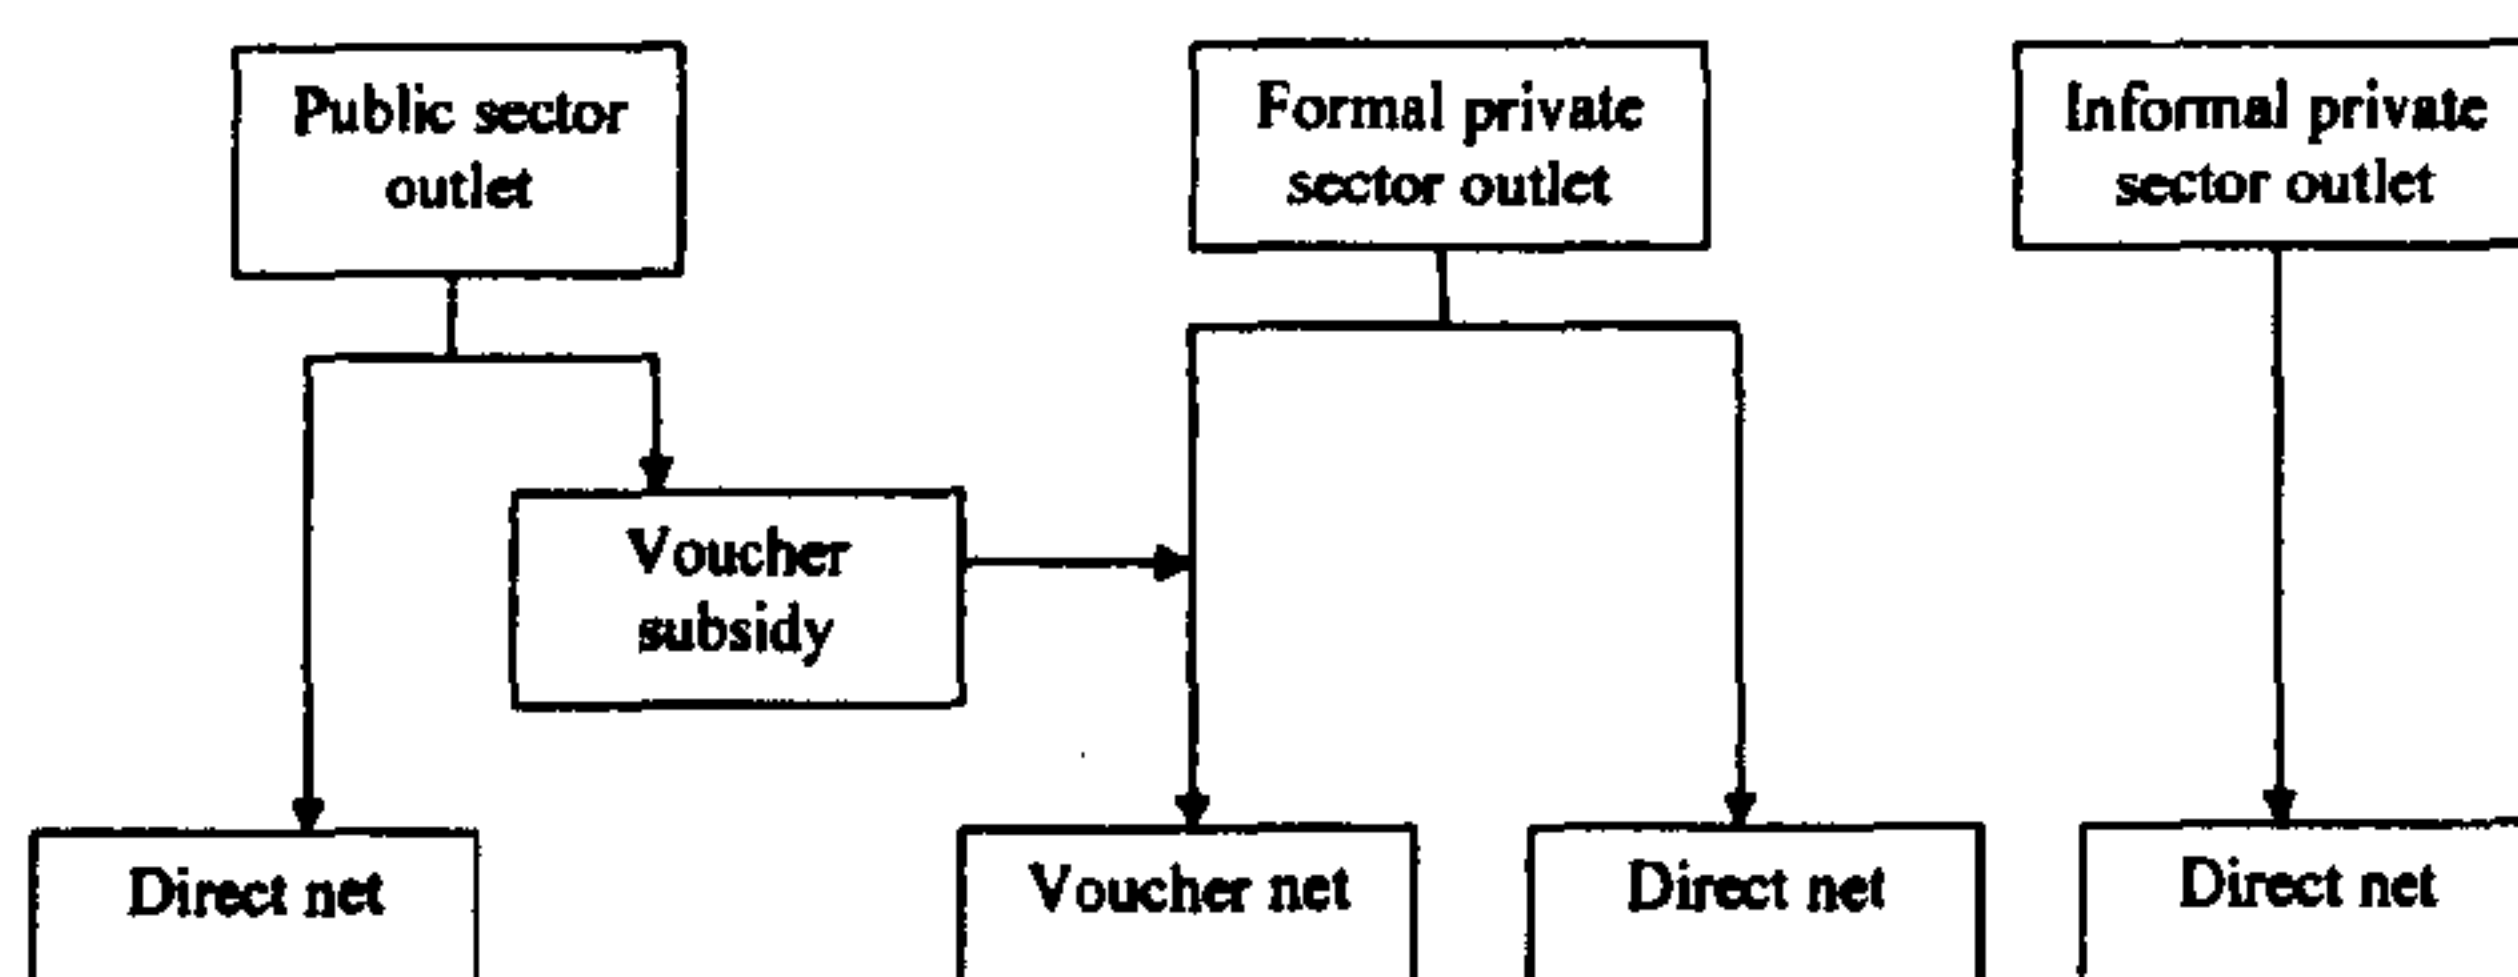 Public sector
outlet
Formal private
sector outlet
Informal private
sector outlet
Voucher
subsidy
Direct net
Voucher net
Direct net
Direct net